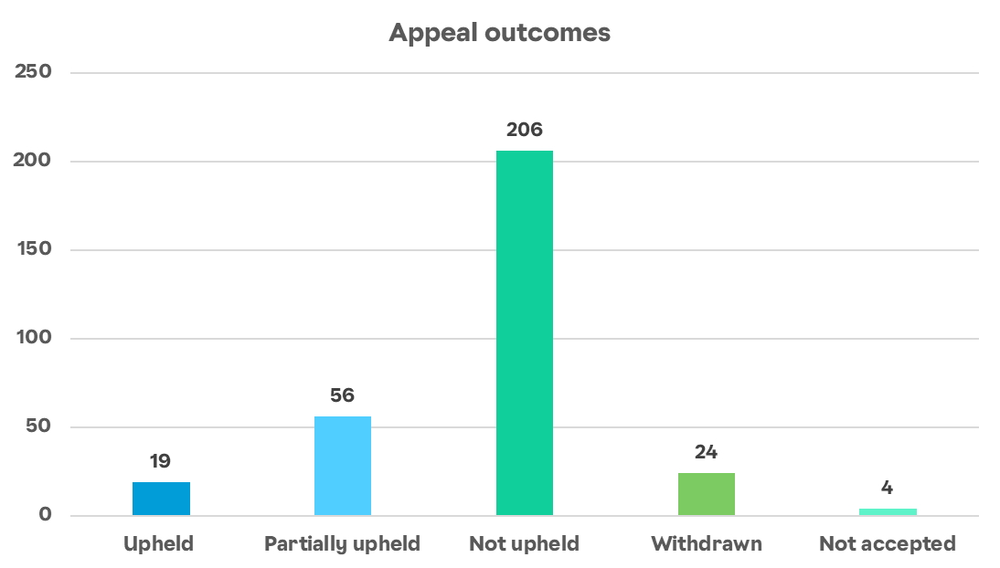 Appeal outcomes
250
200
150
100
50
0
19
56
206
24
4
Upheld
Partially upheld
Not upheld
Withdrawn
Not accepted